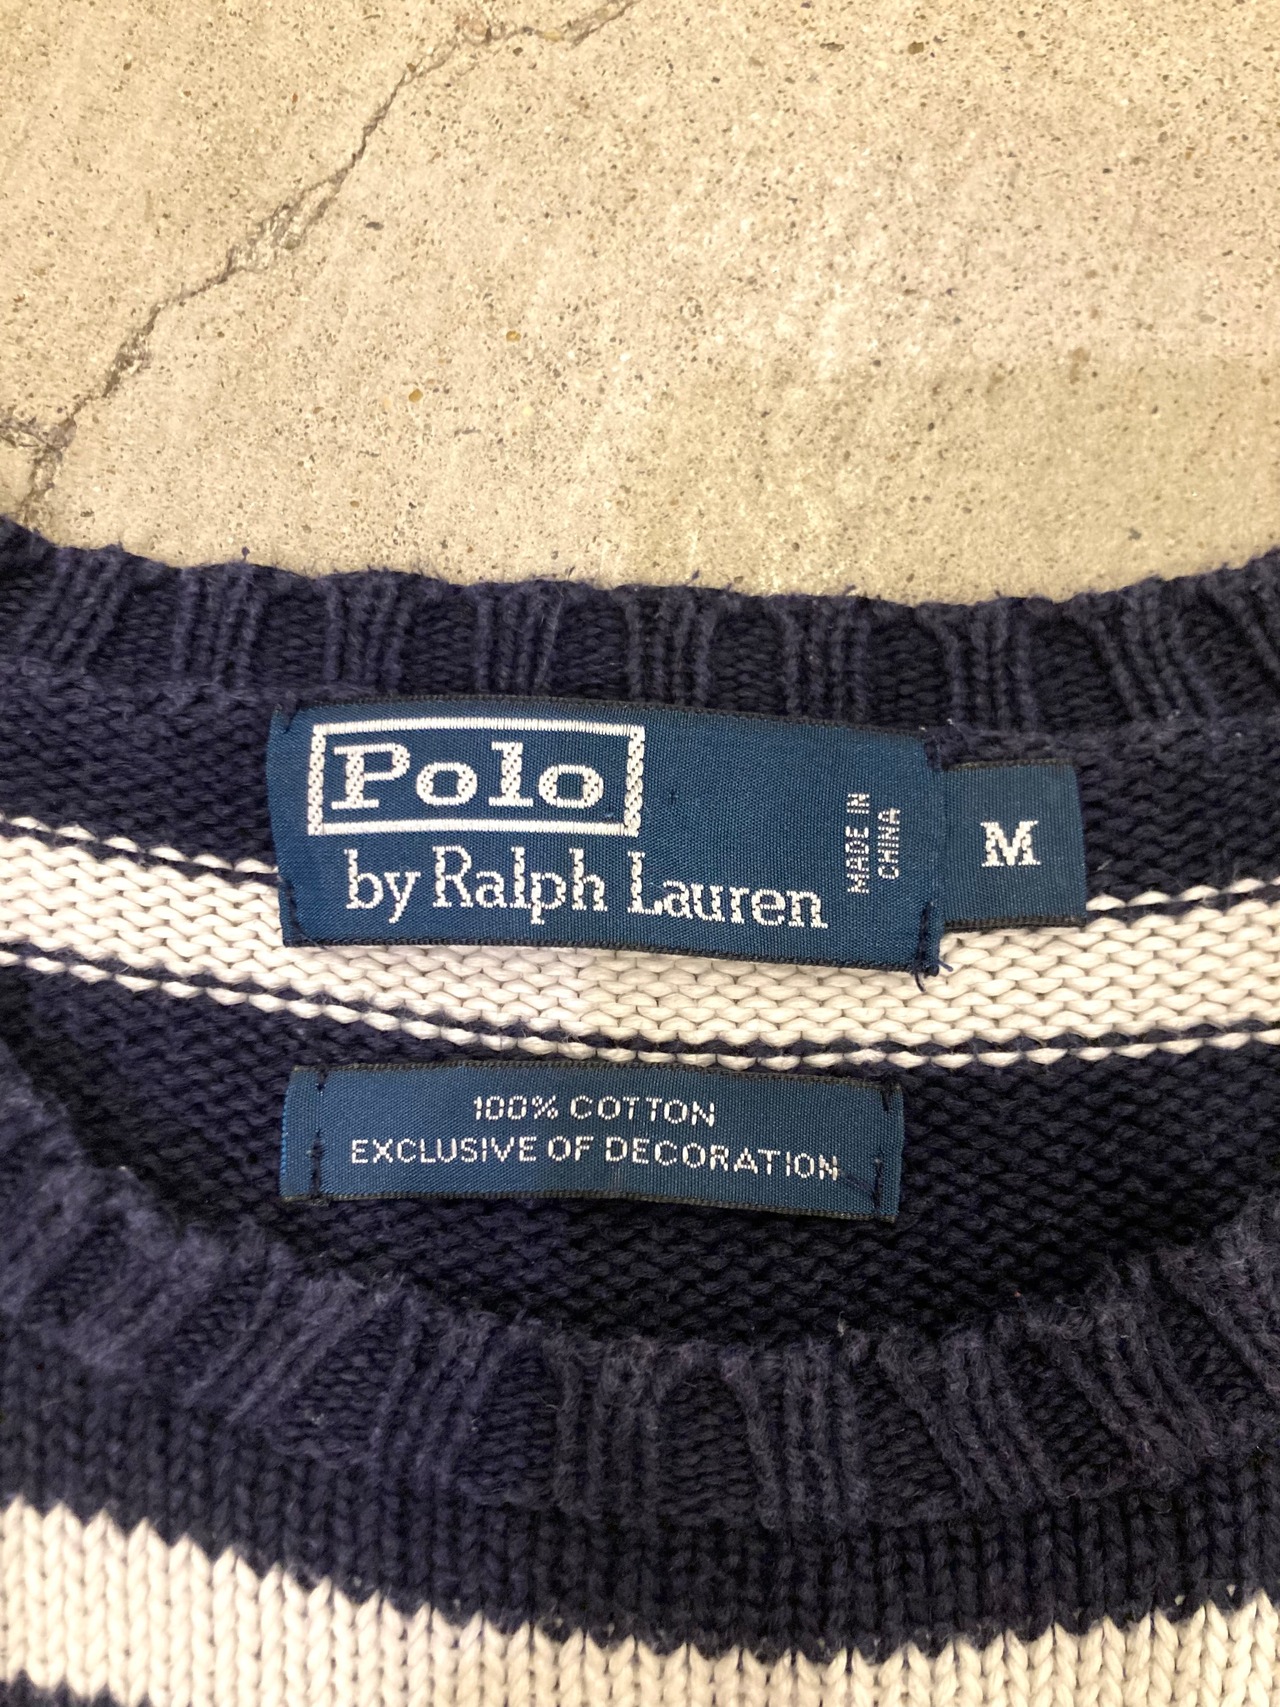 Polo
by Ralph Lauren
MADE IN
CHINA
M
100% COTTON
EXCLUSIVE OF DECORATION